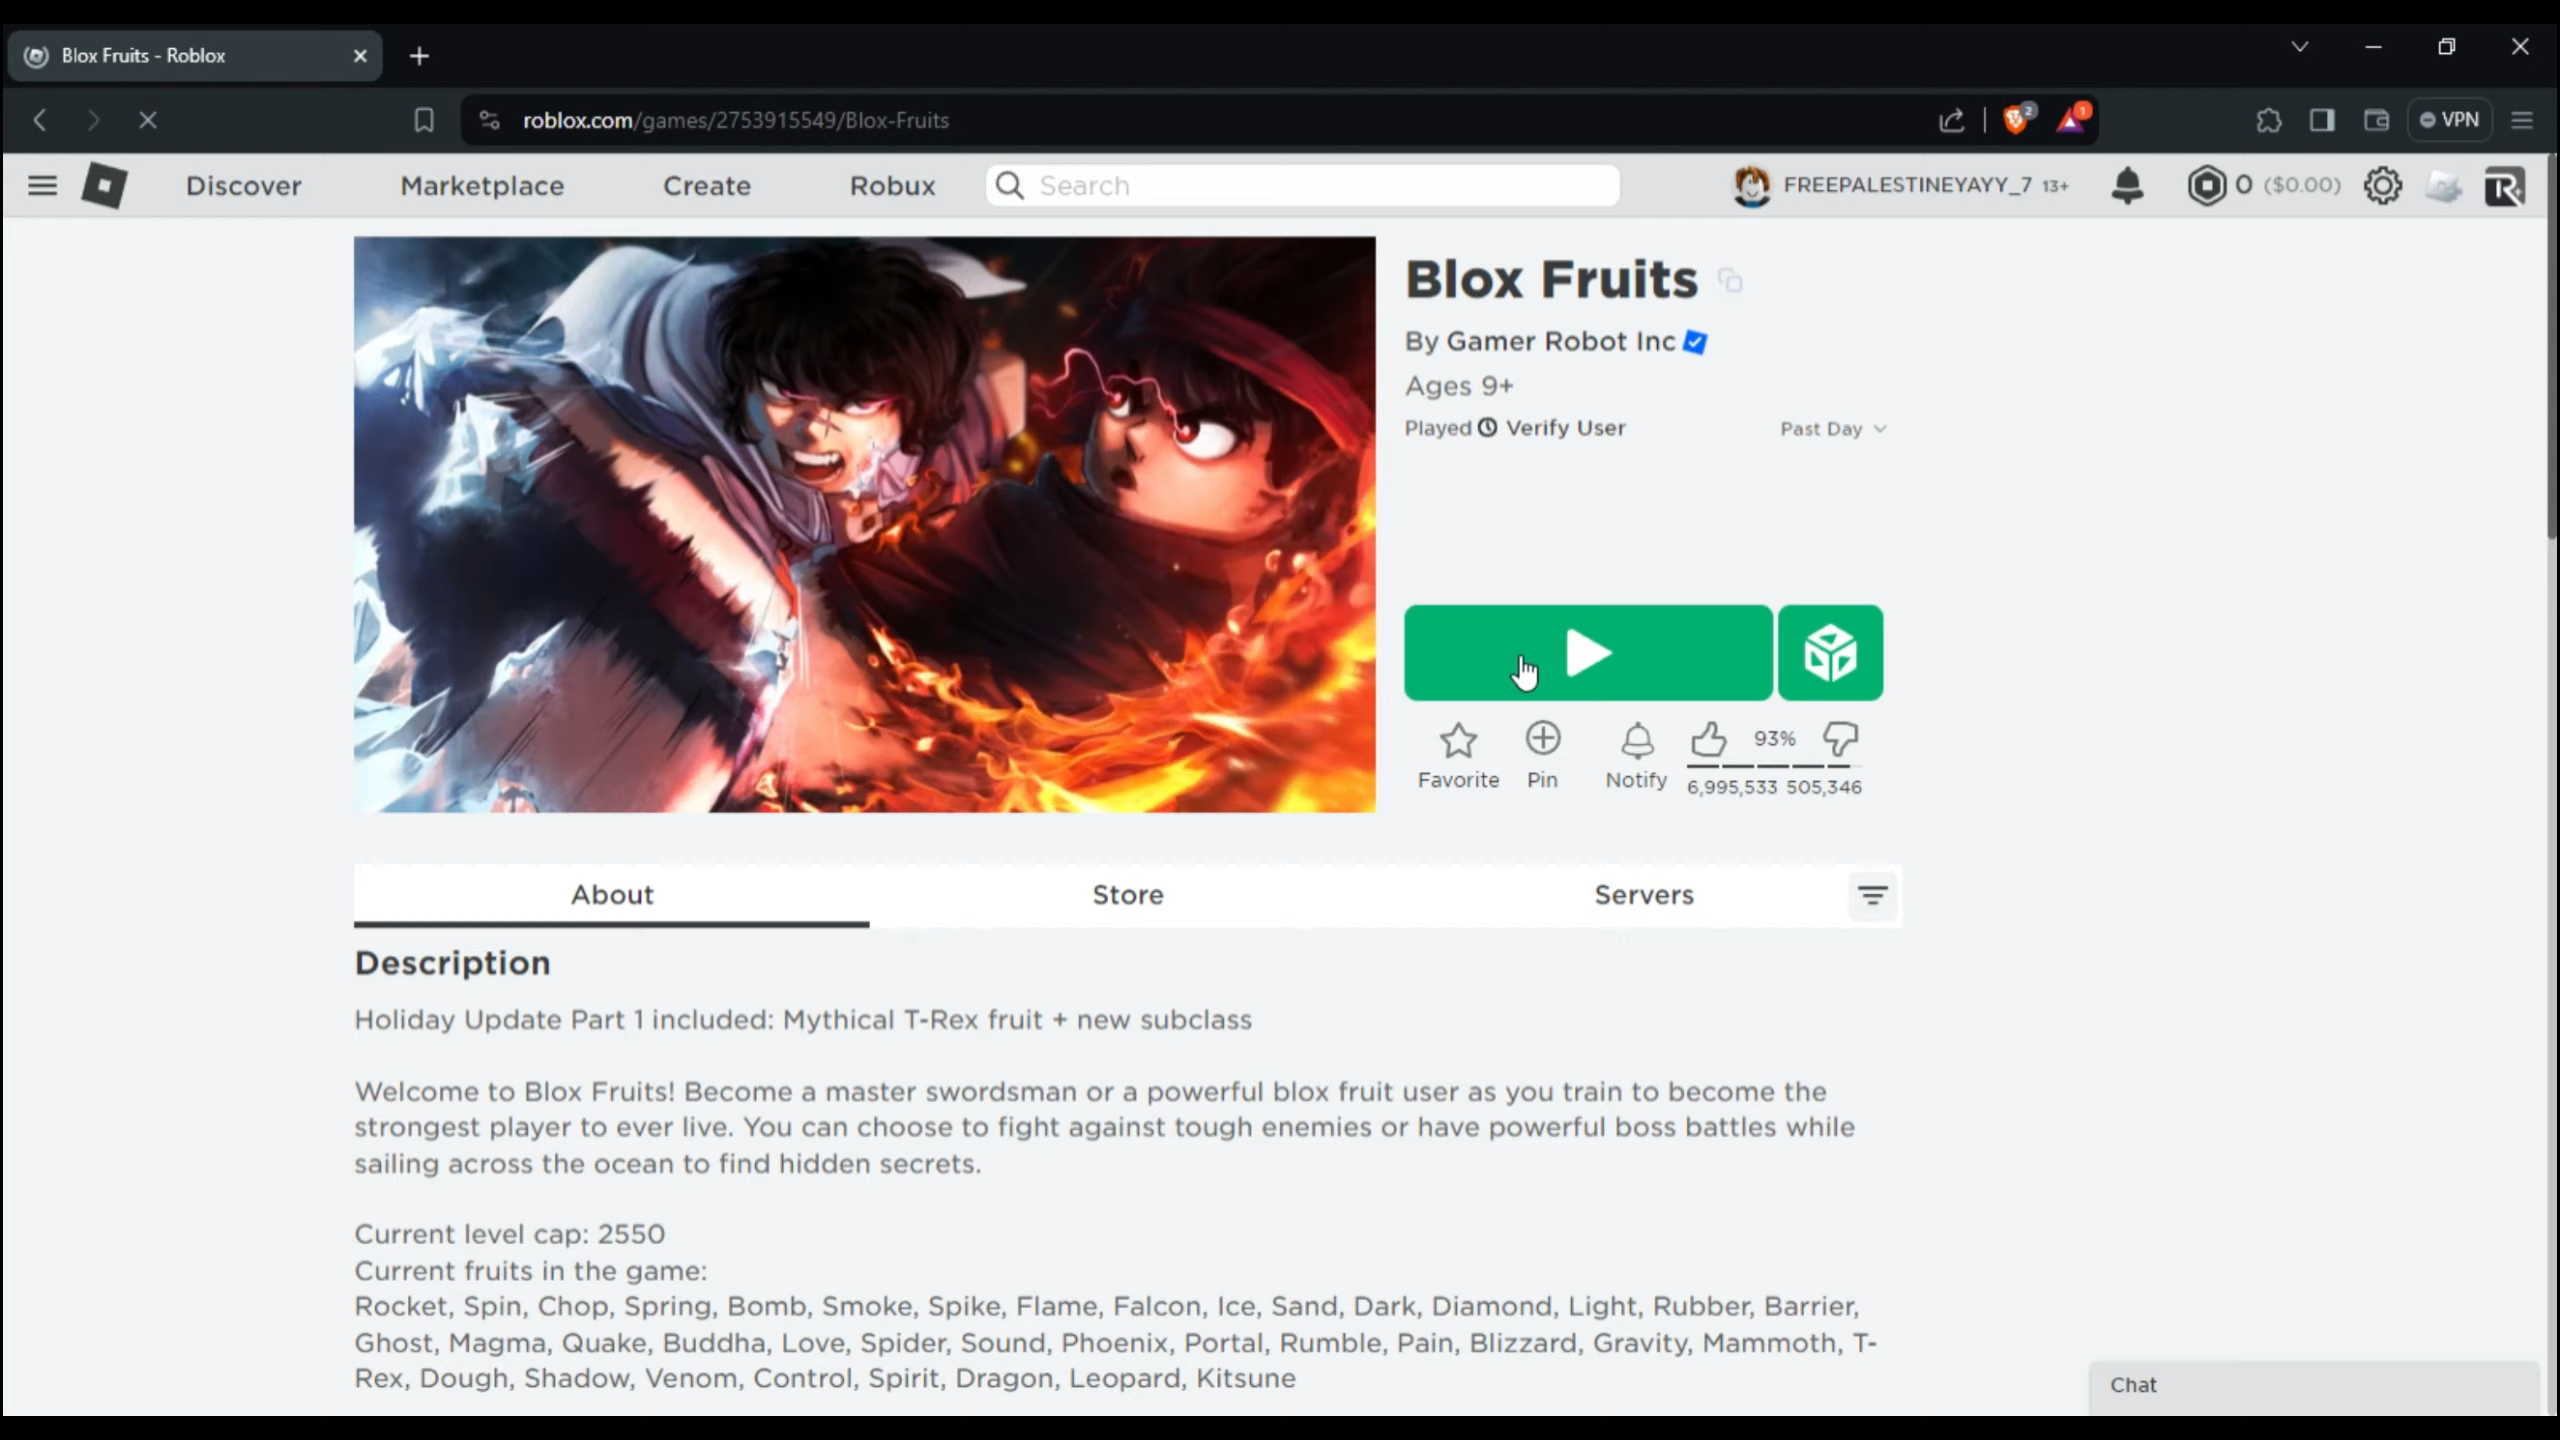 Blox Fruits - Roblox
roblox.com/games/2753915549/Blox-Fruits
2
1
VPN
Discover
Marketplace
Create
Robux
Search
FREEPALESTINEYAYY_7 13+
0 ($0.00)
Blox Fruits
By Gamer Robot Inc
Ages 9+
Played Verify User
Past Day
Favorite
Pin
Notify
93%
6,995,533 505,346
About
Store
Servers
Description
Holiday Update Part 1 included: Mythical T-Rex fruit + new subclass
Welcome to Blox Fruits! Become a master swordsman or a powerful blox fruit user as you train to become the
strongest player to ever live. You can choose to fight against tough enemies or have powerful boss battles while
sailing across the ocean to find hidden secrets.
Current level cap: 2550
Current fruits in the game:
Rocket, Spin, Chop, Spring, Bomb, Smoke, Spike, Flame, Falcon, Ice, Sand, Dark, Diamond, Light, Rubber, Barrier,
Ghost, Magma, Quake, Buddha, Love, Spider, Sound, Phoenix, Portal, Rumble, Pain, Blizzard, Gravity, Mammoth, T-
Rex, Dough, Shadow, Venom, Control, Spirit, Dragon, Leopard, Kitsune
Chat